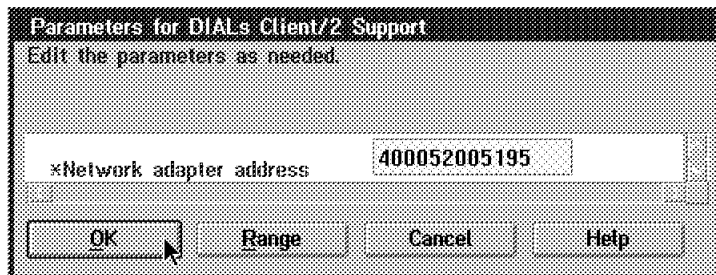 Parameters for DIALs Client/2 Support
Edit the parameters as needed.
*Network adapter address 400052005195
OK Range Cancel Help